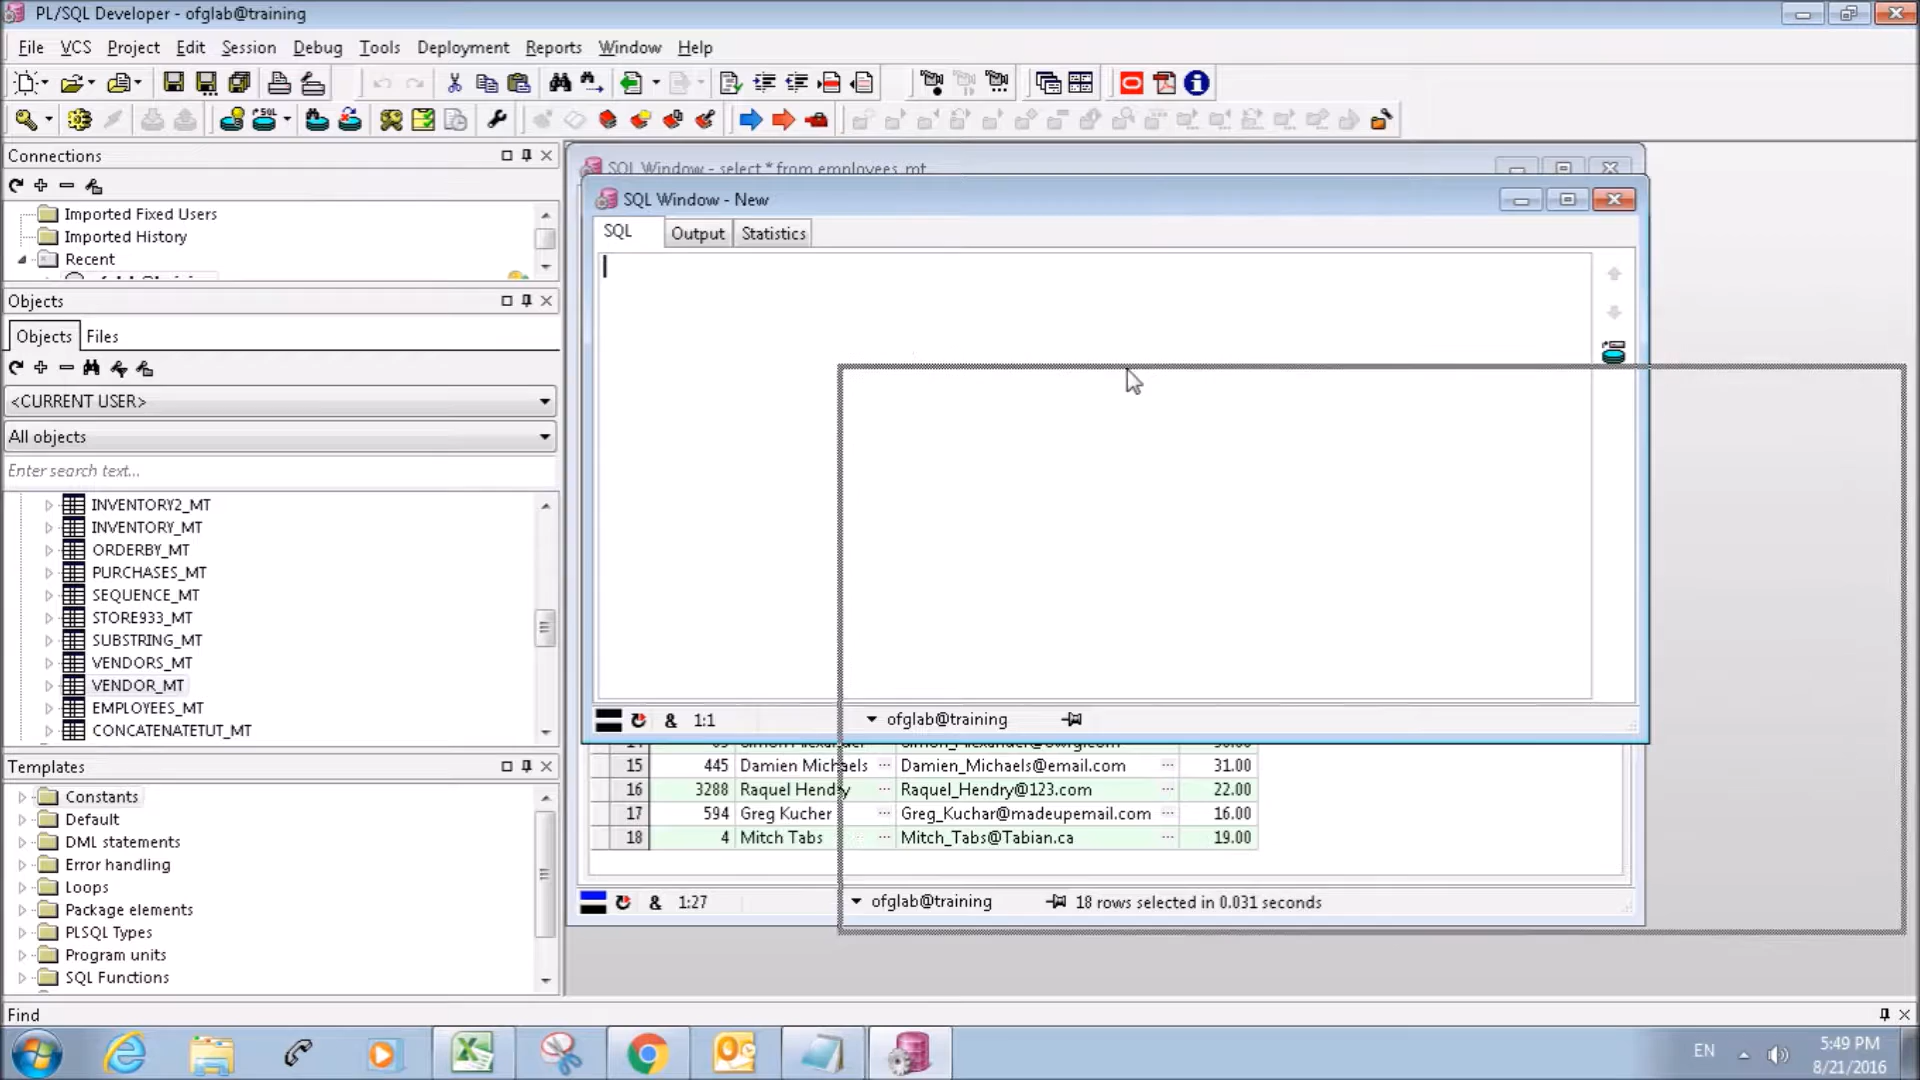 PL/SQL Developer - ofglab@training
File VCS Project Edit Session Debug Tools Deployment Reports Window Help
Connections
Imported Fixed Users
Imported History
Recent
Objects
Objects Files
<CURRENT USER>
All objects
Enter search text...
INVENTORY2_MT
INVENTORY_MT
ORDERBY_MT
PURCHASES_MT
SEQUENCE_MT
STORE933_MT
SUBSTRING_MT
VENDORS_MT
VENDOR_MT
EMPLOYEES_MT
CONCATENATETUT_MT
Templates
Constants
Default
DML statements
Error handling
Loops
Package elements
PLSQL Types
Program units
SQL Functions
SQL Window - select * from employees_mt
SQL Window - New
SQL Output Statistics
& 1:1 ofglab@training
15 445 Damien Michaels ... Damien_Michaels@email.com ... 31.00
16 3288 Raquel Hendry ... Raquel_Hendry@123.com ... 22.00
17 594 Greg Kucher ... Greg_Kuchar@madeupemail.com ... 16.00
18 4 Mitch Tabs ... Mitch_Tabs@Tabian.ca ... 19.00
& 1:27 ofglab@training 18 rows selected in 0.031 seconds
Find
EN 5:49 PM
8/21/2016